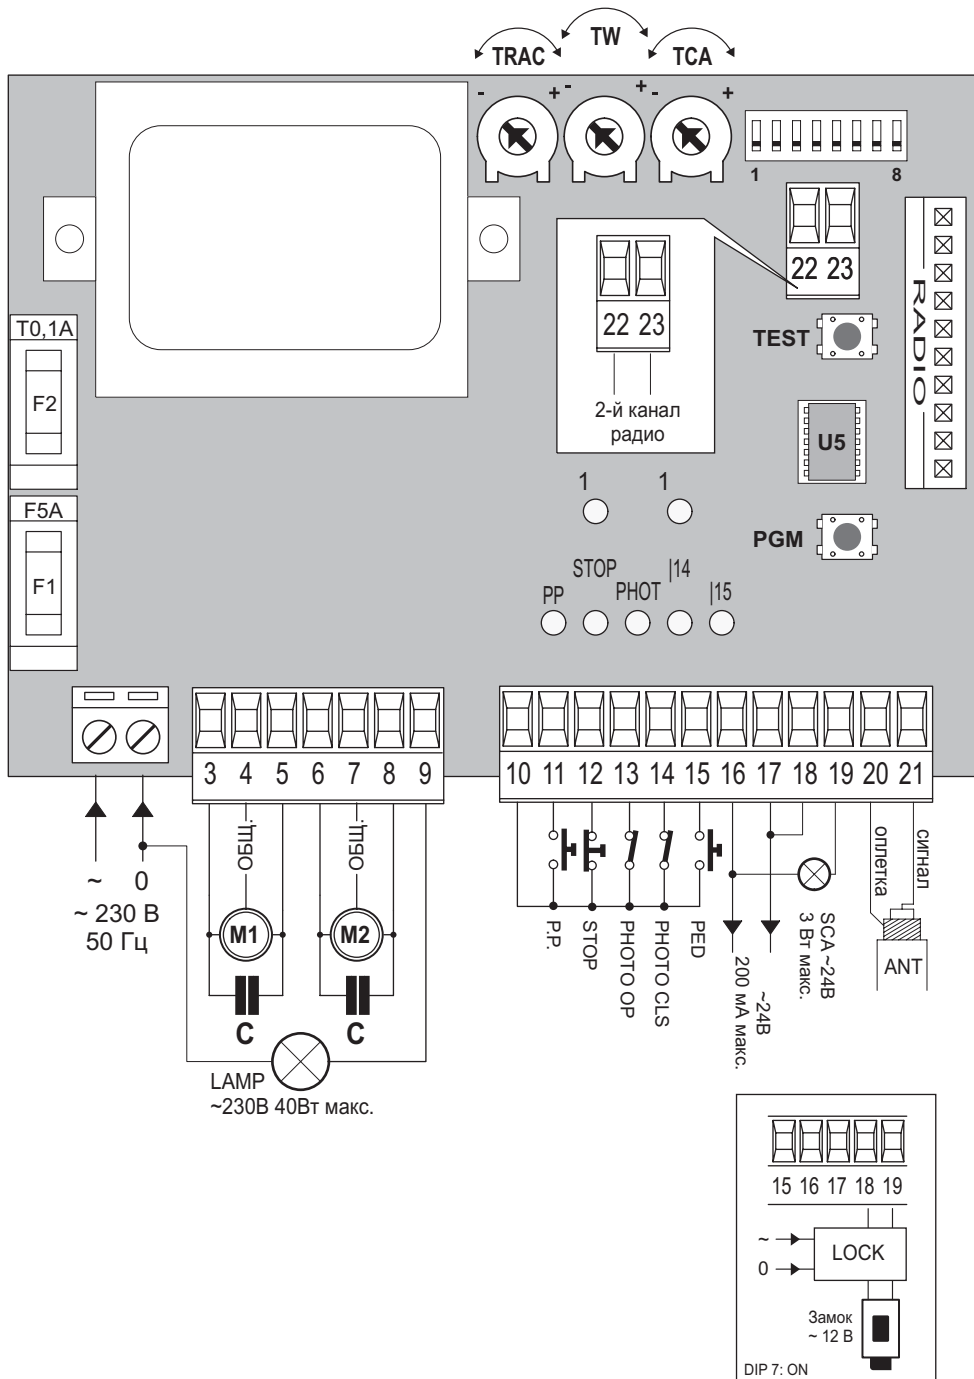 TRAC
TW
TCA
- +
- +
- +
1 8
22 23
22 23
2-й канал
радио
TEST
RADIO
U5
PGM
T0,1A
F2
F5A
F1
1 1
PP
STOP
PHOT
|14
|15
3 4 5 6 7 8 9
10 11 12 13 14 15 16 17 18 19 20 21
~ 0
~ 230 В
50 Гц
ОБЩ.
ОБЩ.
M1
M2
C
C
LAMP
~230В 40Вт макс.
P.P.
STOP
PHOTO OP
PHOTO CLS
PED
~24В
200 мА макс.
SCA ~24В
3 Вт макс.
оплетка
сигнал
ANT
15 16 17 18 19
~
0
LOCK
Замок
~ 12 В
DIP 7: ON